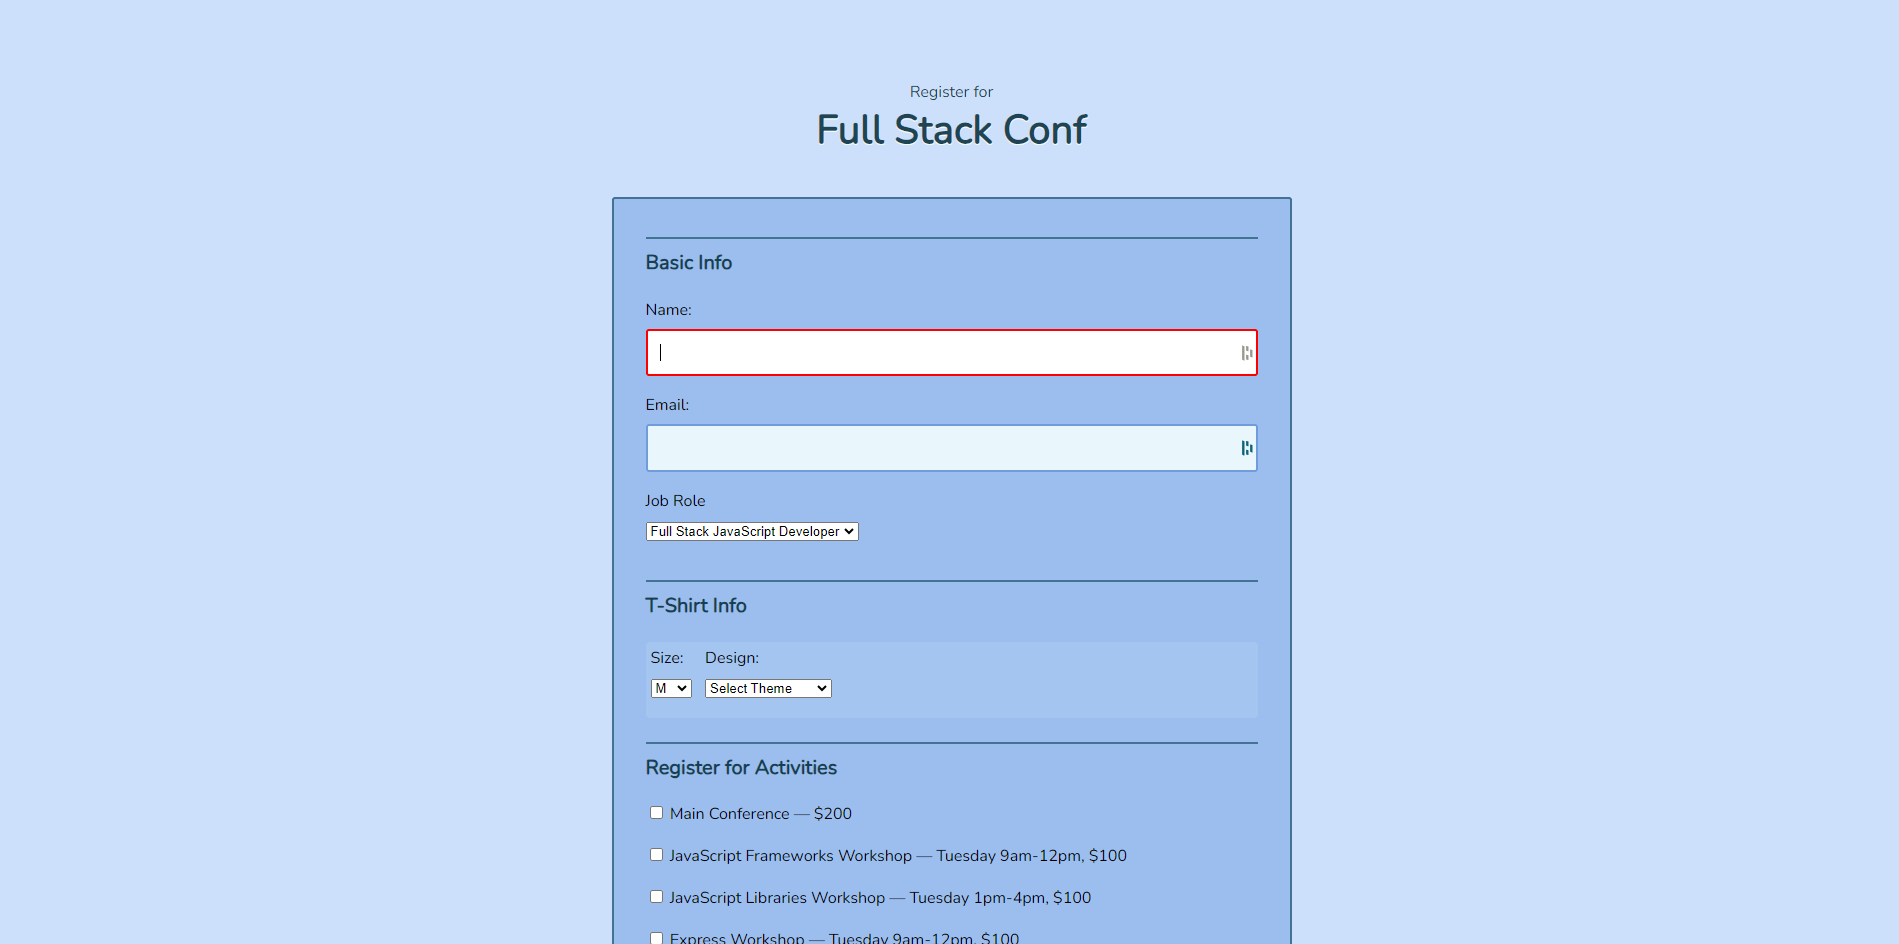 Register for
Full Stack Conf
Basic Info
Name:
Email:
Job Role
Full Stack JavaScript Developer
T-Shirt Info
Size: Design:
M Select Theme
Register for Activities
Main Conference — $200
JavaScript Frameworks Workshop — Tuesday 9am-12pm, $100
JavaScript Libraries Workshop — Tuesday 1pm-4pm, $100
Express Workshop — Tuesday 9am-12pm, $100